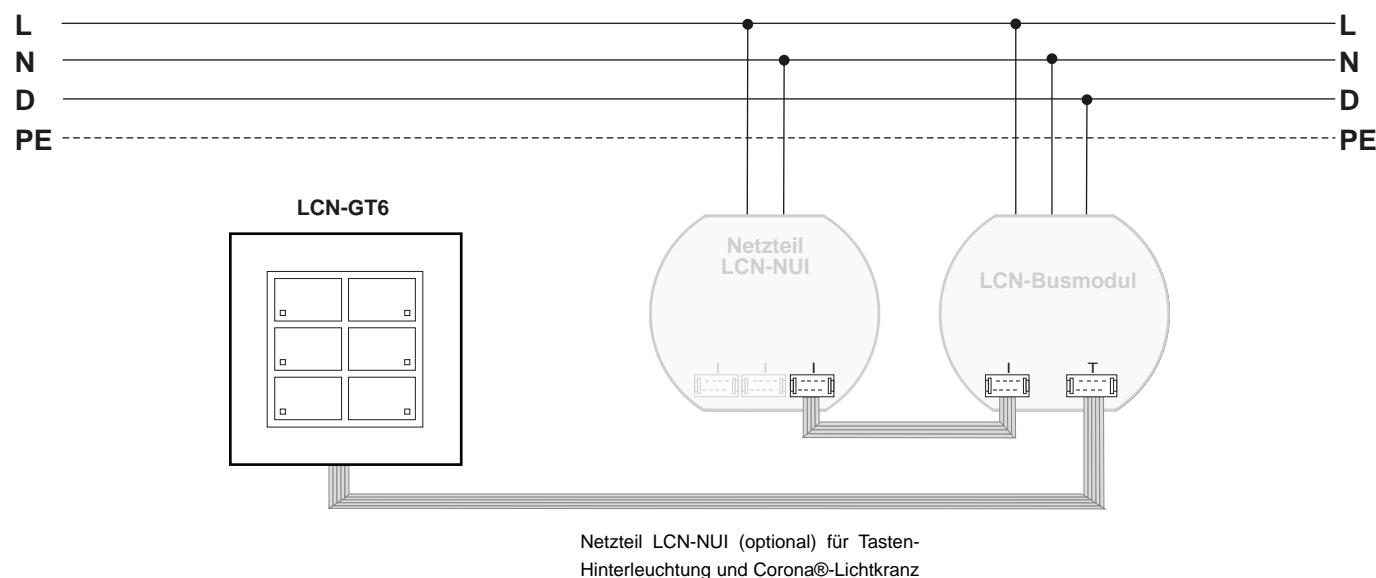 L L
N N
D D
PE PE
LCN-GT6
Netzteil
LCN-NUI
LCN-Busmodul
I I I I T
Netzteil LCN-NUI (optional) für Tasten-
Hinterleuchtung und Corona®-Lichtkranz